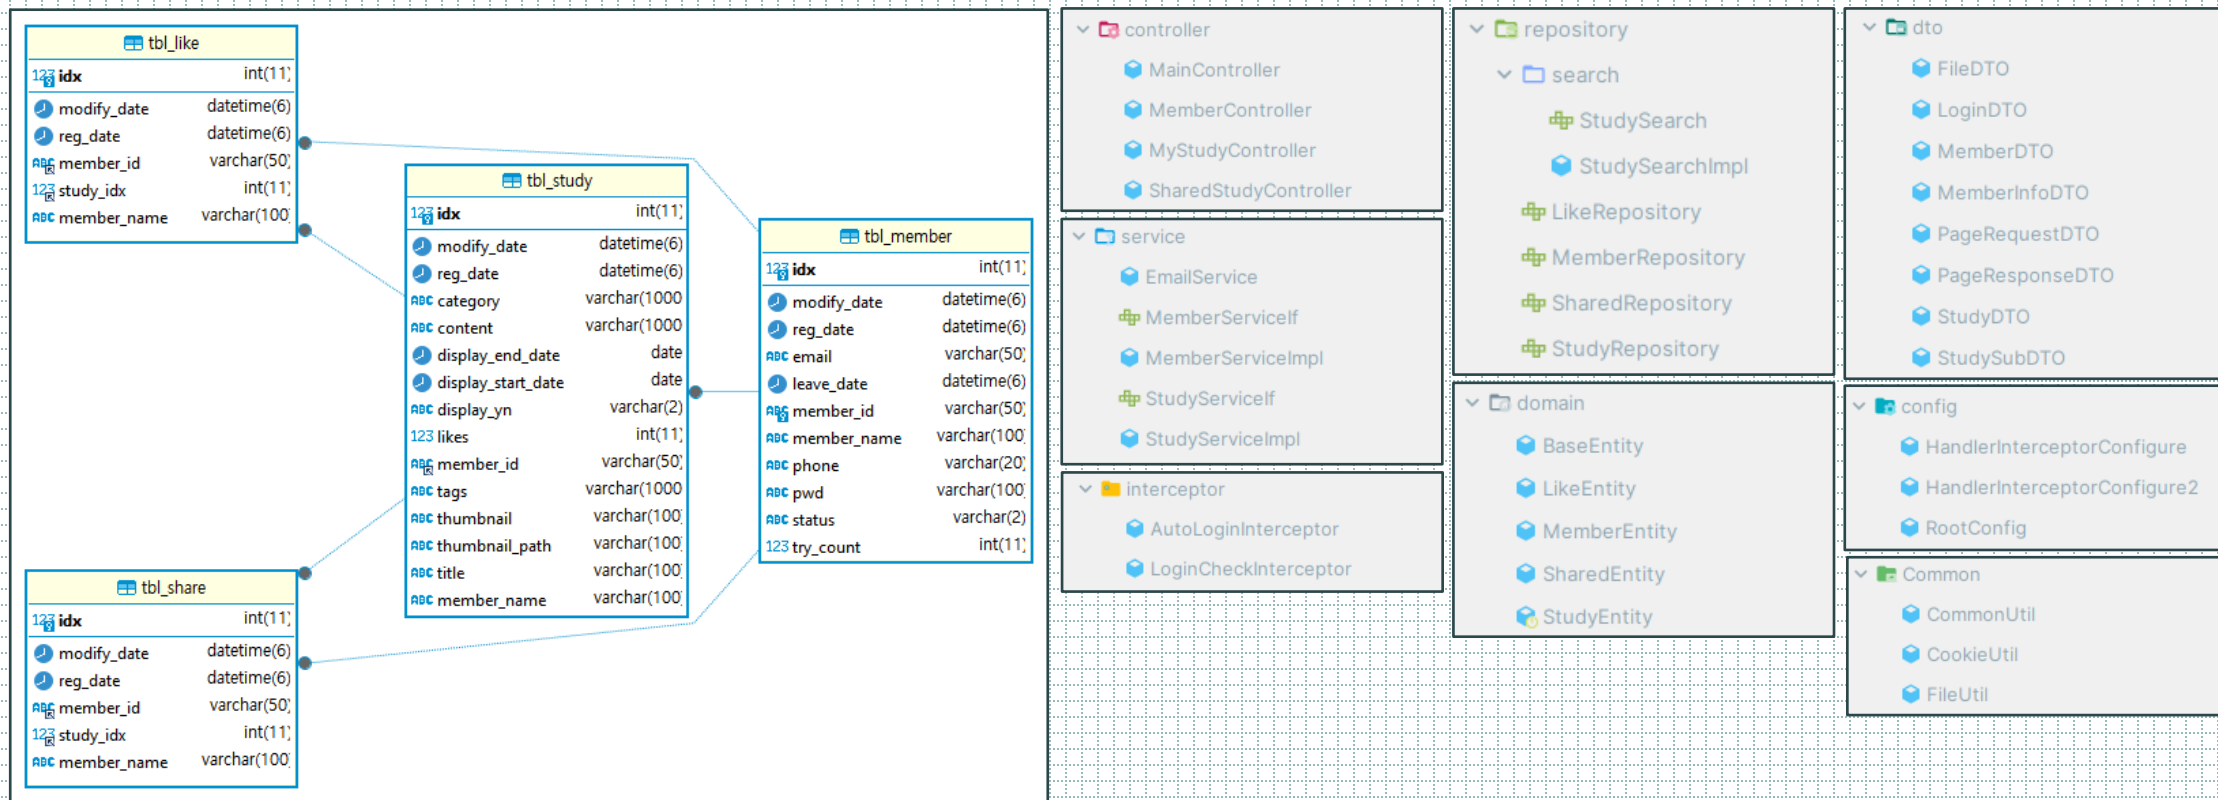 tbl_like
idx int(11)
modify_date datetime(6)
reg_date datetime(6)
member_id varchar(50)
study_idx int(11)
member_name varchar(100)
tbl_study
idx int(11)
modify_date datetime(6)
reg_date datetime(6)
category varchar(1000
content varchar(1000
display_end_date date
display_start_date date
display_yn varchar(2)
likes int(11)
member_id varchar(50)
tags varchar(1000
thumbnail varchar(100)
thumbnail_path varchar(100)
title varchar(100)
member_name varchar(100)
tbl_member
idx int(11)
modify_date datetime(6)
reg_date datetime(6)
email varchar(50)
leave_date datetime(6)
member_id varchar(50)
member_name varchar(100)
phone varchar(20)
pwd varchar(100)
status varchar(2)
try_count int(11)
tbl_share
idx int(11)
modify_date datetime(6)
reg_date datetime(6)
member_id varchar(50)
study_idx int(11)
member_name varchar(100)
controller
MainController
MemberController
MyStudyController
SharedStudyController
service
EmailService
MemberServiceIf
MemberServiceImpl
StudyServiceIf
StudyServiceImpl
interceptor
AutoLoginInterceptor
LoginCheckInterceptor
repository
search
StudySearch
StudySearchImpl
LikeRepository
MemberRepository
SharedRepository
StudyRepository
domain
BaseEntity
LikeEntity
MemberEntity
SharedEntity
StudyEntity
dto
FileDTO
LoginDTO
MemberDTO
MemberInfoDTO
PageRequestDTO
PageResponseDTO
StudyDTO
StudySubDTO
config
HandlerInterceptorConfigure
HandlerInterceptorConfigure2
RootConfig
Common
CommonUtil
CookieUtil
FileUtil